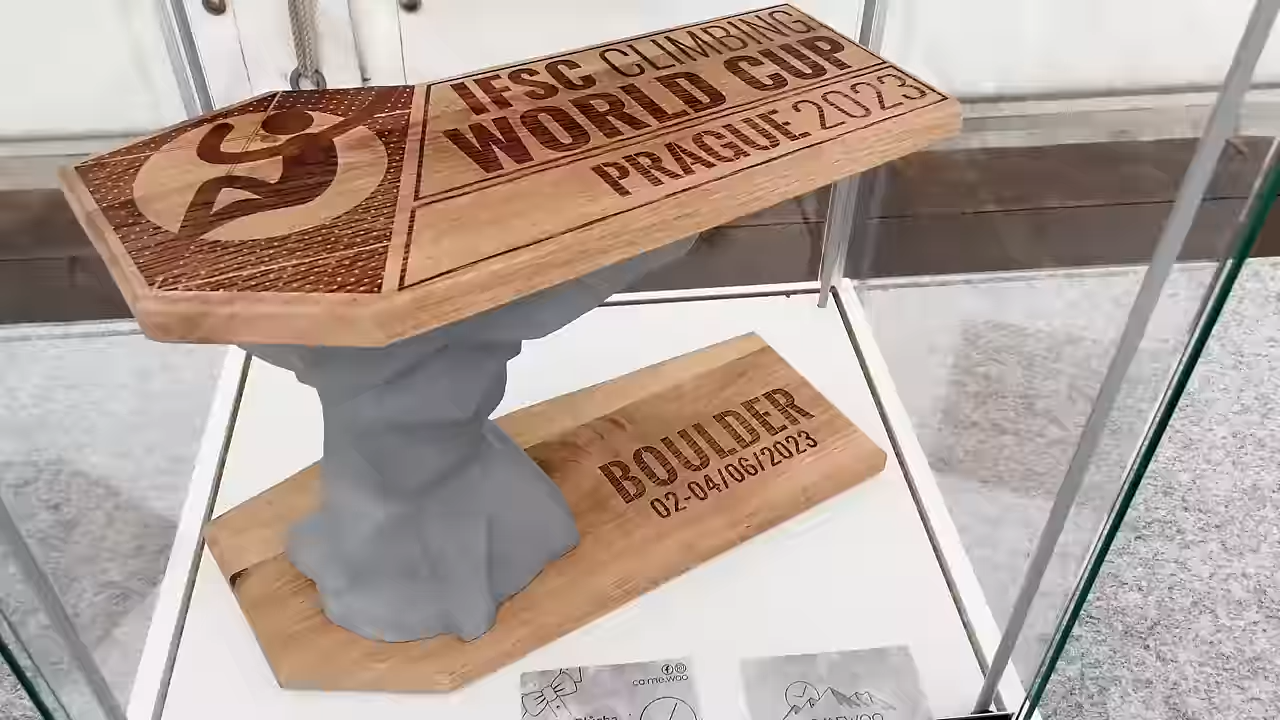 IFSC CLIMBING
WORLD CUP
PRAGUE 2023
BOULDER
02-04/06/2023
ca.me.woo